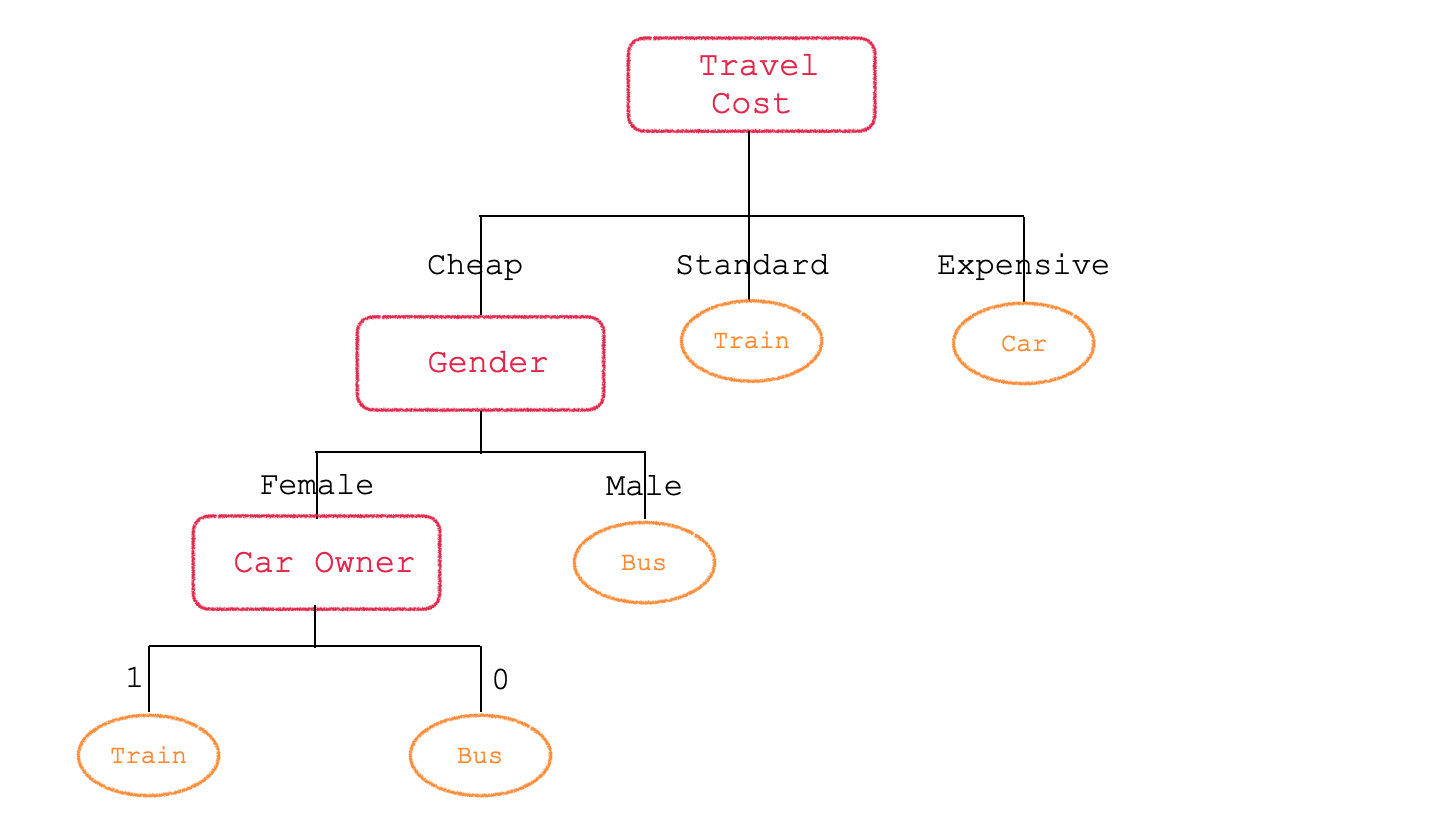 Travel
Cost
Cheap
Standard
Expensive
Train
Car
Gender
Female
Male
Car Owner
Bus
1
0
Train
Bus